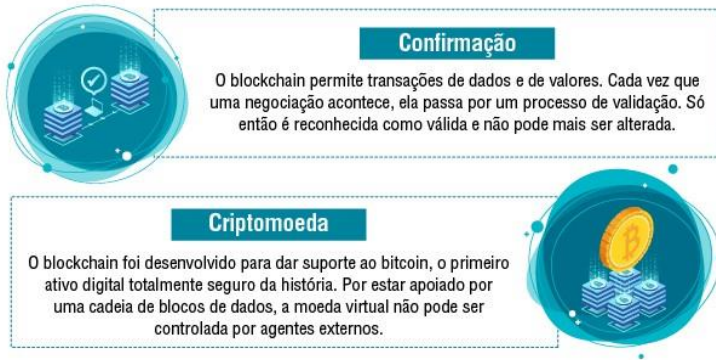 Confirmação
O blockchain permite transações de dados e de valores. Cada vez que
uma negociação acontece, ela passa por um processo de validação. Só
então é reconhecida como válida e não pode mais ser alterada.
Criptomoeda
O blockchain foi desenvolvido para dar suporte ao bitcoin, o primeiro
ativo digital totalmente seguro da história. Por estar apoiado por
uma cadeia de blocos de dados, a moeda virtual não pode ser
controlada por agentes externos.